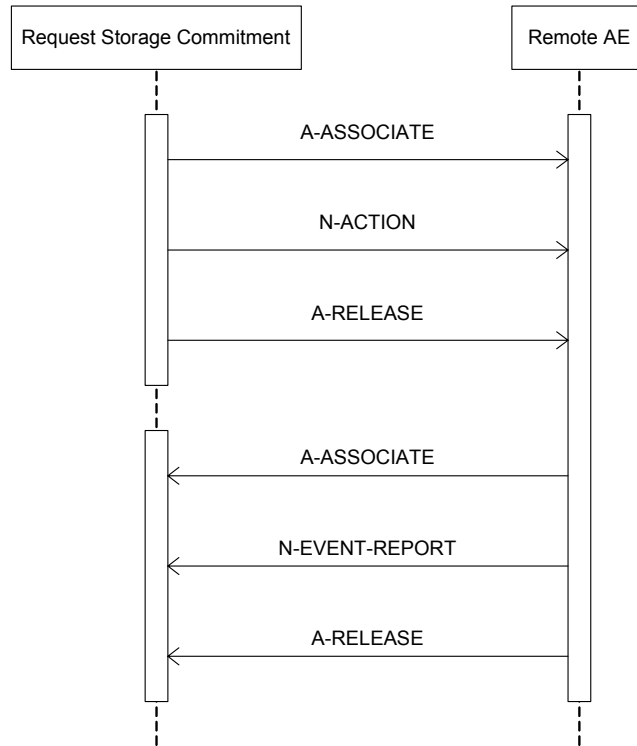 Request Storage Commitment
Remote AE
A-ASSOCIATE
N-ACTION
A-RELEASE
A-ASSOCIATE
N-EVENT-REPORT
A-RELEASE